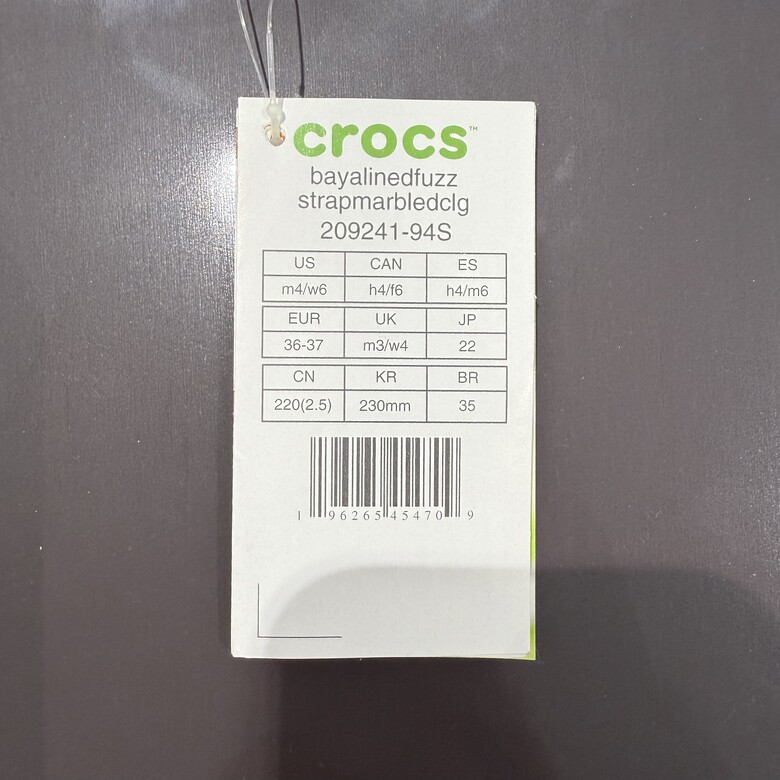 crocs™
bayalinedfuzz
strapmarbledclg
209241-94S
US CAN ES
m4/w6 h4/f6 h4/m6
EUR UK JP
36-37 m3/w4 22
CN KR BR
220(2.5) 230mm 35
1 96265 45470 9